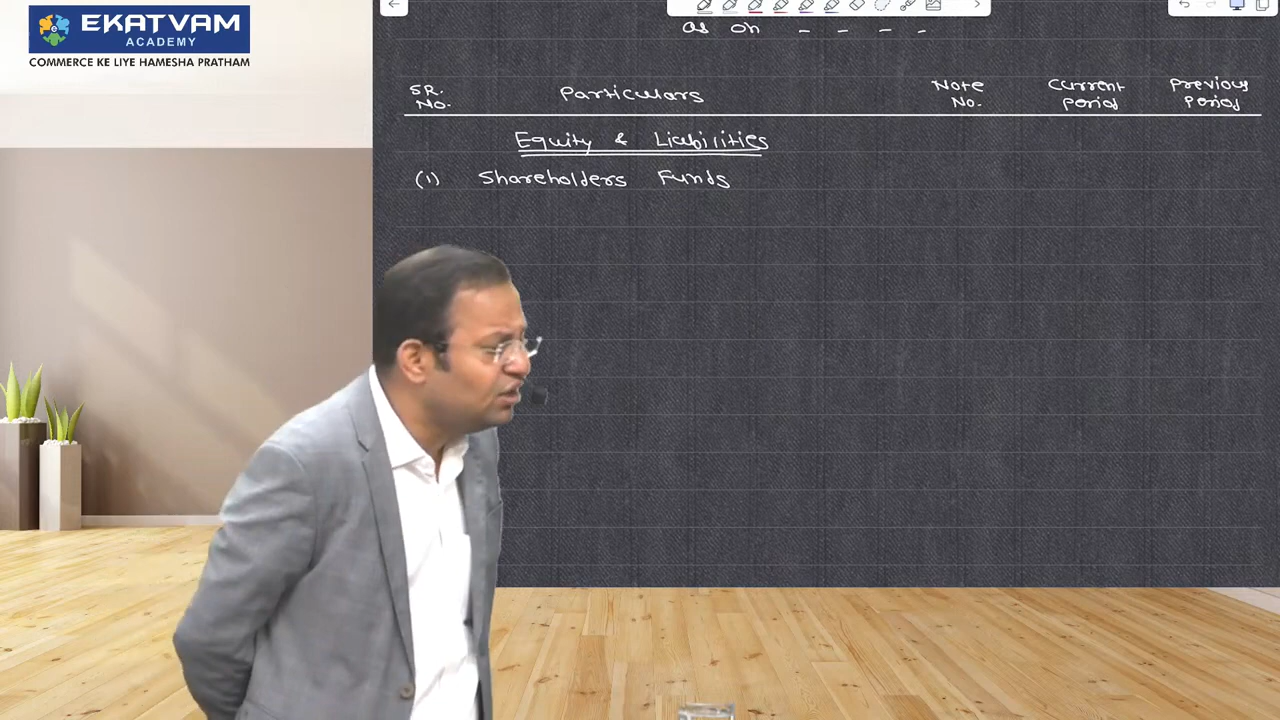 EKATVAM
ACADEMY
COMMERCE KE LIYE HAMESHA PRATHAM
as on - - - -
SR. No. Particulars Note No. Current Period Previous Period
Equity & Liabilities
(1) Shareholders Funds